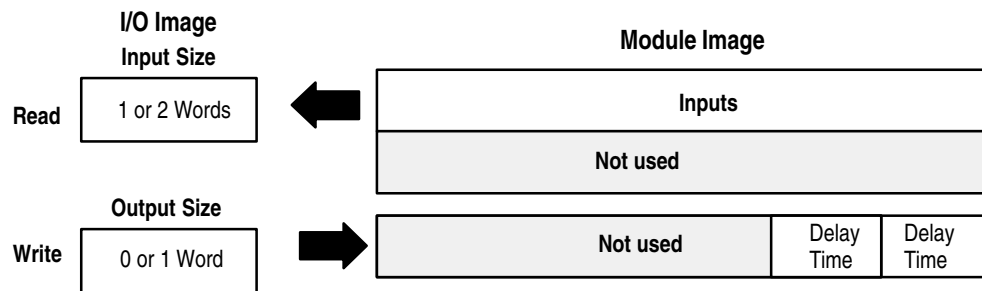 I/O Image
Input Size
Module Image
Read
1 or 2 Words
Inputs
Not used
Output Size
Write
0 or 1 Word
Not used
Delay
Time
Delay
Time